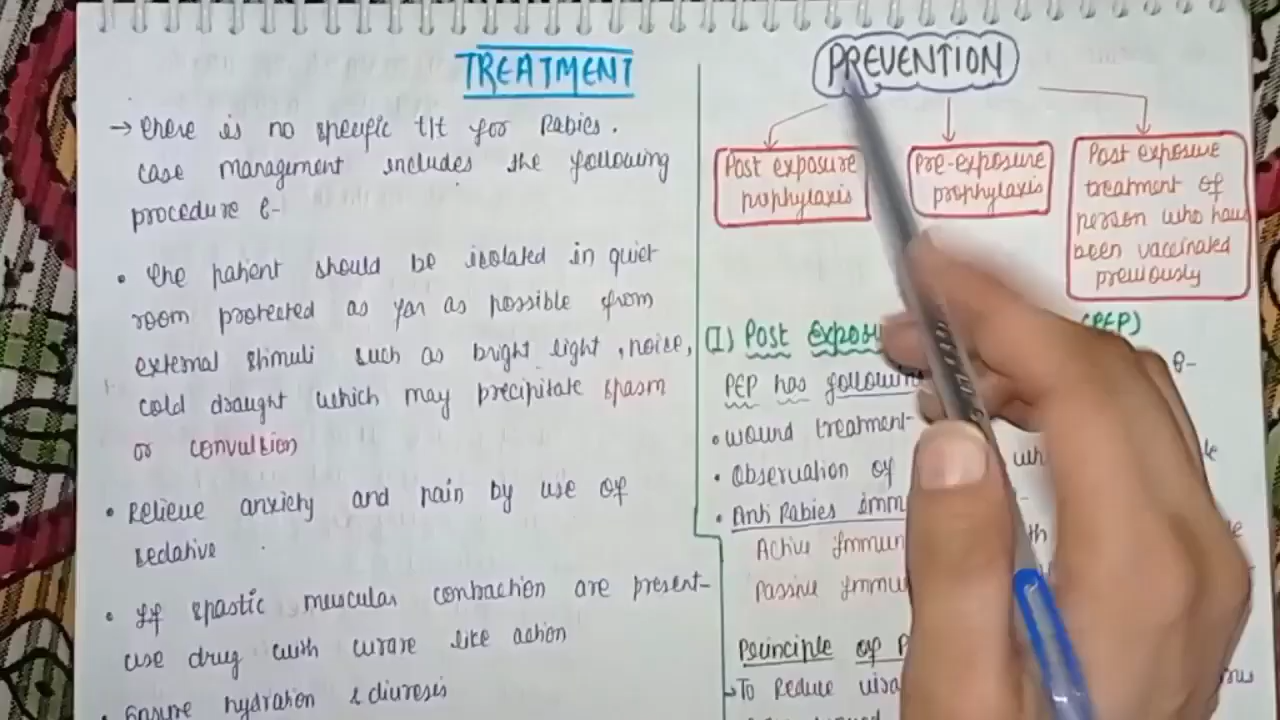 TREATMENT
→ There is no specific t/t for Rabies.
case management includes the following
procedure :-
• The patient should be isolated in quiet
room protected as far as possible from
external stimuli such as bright light, noise,
cold draught which may precipitate spasm
or convulsion
• Relieve anxiety and pain by use of
sedative
• If spastic muscular contraction are present-
use drug with curare like action
• Ensure hydration & diuresis
PREVENTION
Post exposure
prophylaxis
Pre-exposure
prophylaxis
Post exposure
treatment of
person who have
been vaccinated
previously
(I) Post (PEP)
PEP has :-
• wound treatment
• Observation of
• Anti Rabies
Active
Passive
Principle of
→ To Reduce